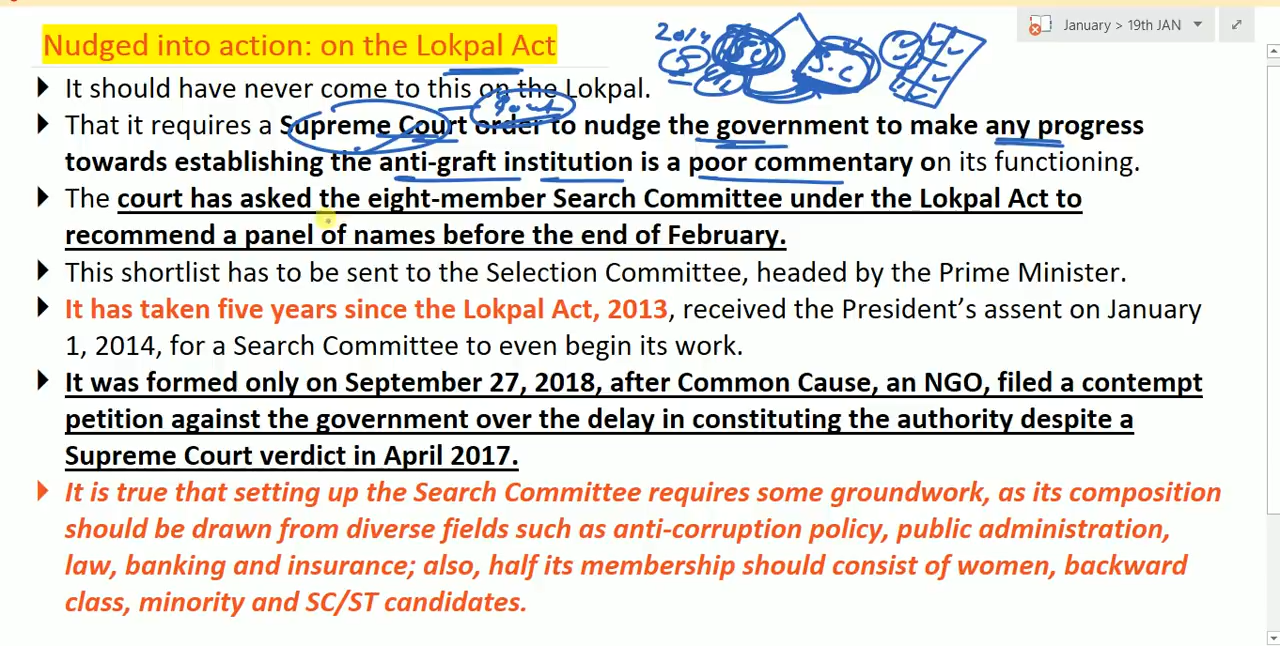 January > 19th JAN
Nudged into action: on the Lokpal Act
2014
It should have never come to this on the Lokpal.
S.C
Govt
That it requires a Supreme Court order to nudge the government to make any progress
towards establishing the anti-graft institution is a poor commentary on its functioning.
The court has asked the eight-member Search Committee under the Lokpal Act to
recommend a panel of names before the end of February.
This shortlist has to be sent to the Selection Committee, headed by the Prime Minister.
It has taken five years since the Lokpal Act, 2013, received the President’s assent on January
1, 2014, for a Search Committee to even begin its work.
It was formed only on September 27, 2018, after Common Cause, an NGO, filed a contempt
petition against the government over the delay in constituting the authority despite a
Supreme Court verdict in April 2017.
It is true that setting up the Search Committee requires some groundwork, as its composition
should be drawn from diverse fields such as anti-corruption policy, public administration,
law, banking and insurance; also, half its membership should consist of women, backward
class, minority and SC/ST candidates.